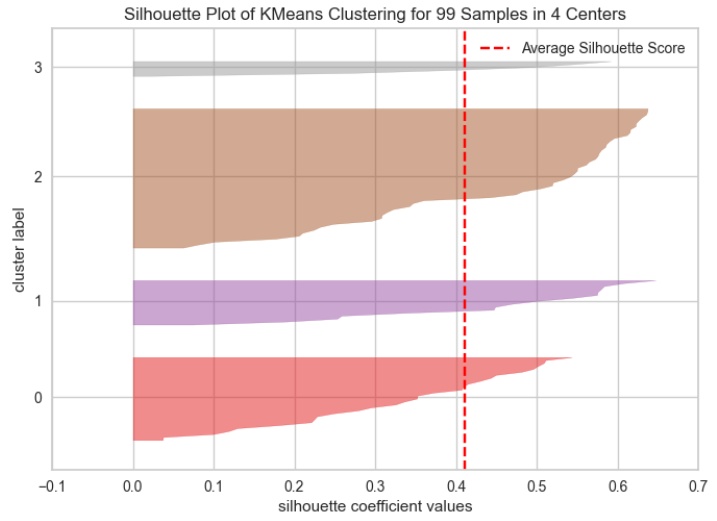 Silhouette Plot of KMeans Clustering for 99 Samples in 4 Centers
Average Silhouette Score
3
2
1
0
cluster label
−0.1 0.0 0.1 0.2 0.3 0.4 0.5 0.6 0.7
silhouette coefficient values